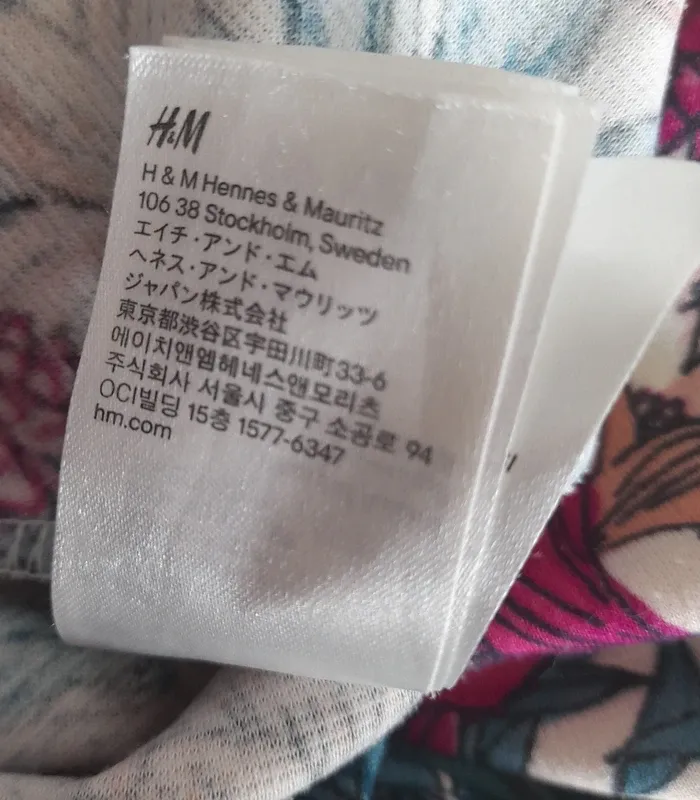 H&M
H & M Hennes & Mauritz
106 38 Stockholm, Sweden
エイチ・アンド・エム
ヘネス・アンド・マウリッツ
ジャパン株式会社
東京都渋谷区宇田川町33-6
에이치앤엠헤네스앤모리츠
주식회사 서울시 중구 소공로 94
OCI빌딩 15층 1577-6347
hm.com